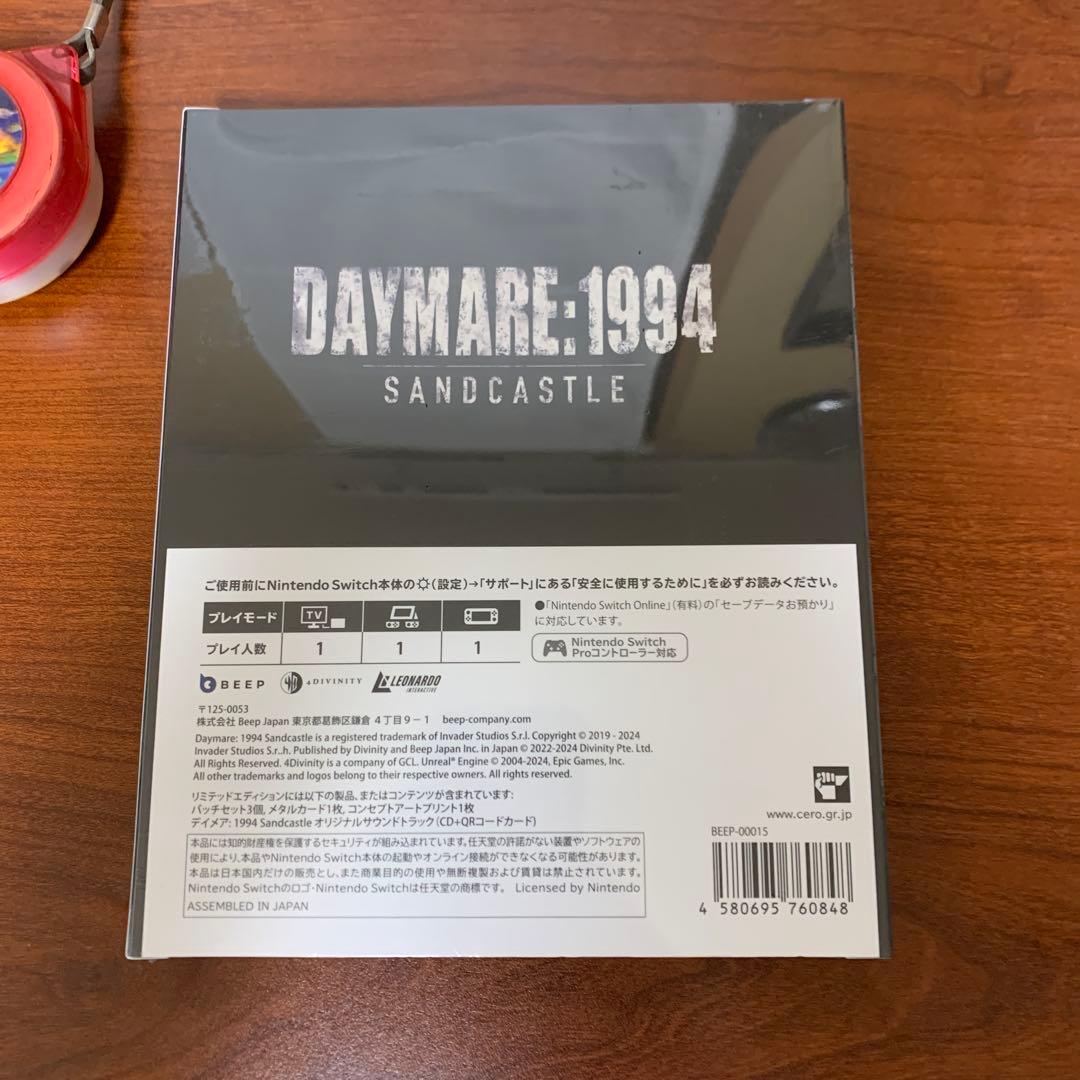 DAYMARE:1994
SANDCASTLE
ご使用前にNintendo Switch本体の(設定)→「サポート」にある「安全に使用するために」を必ずお読みください。
プレイモード TV
プレイ人数 1 1 1
●「Nintendo Switch Online」(有料)の「セーブデータお預かり」
に対応しています。
Nintendo Switch
Proコントローラー対応
BEEP 4DIVINITY LEONARDO
INTERACTIVE
〒125-0053
株式会社 Beep Japan 東京都葛飾区鎌倉 4丁目9-1 beep-company.com
Daymare: 1994 Sandcastle is a registered trademark of Invader Studios S.r.l. Copyright © 2019 - 2024
Invader Studios S.r..h. Published by Divinity and Beep Japan Inc. in Japan © 2022-2024 Divinity Pte. Ltd.
All Rights Reserved. 4Divinity is a company of GCL. Unreal® Engine © 2004-2024, Epic Games, Inc.
All other trademarks and logos belong to their respective owners. All rights reserved.
リミテッドエディションには以下の製品、またはコンテンツが含まれています:
パッチセット3個, メタルカード1枚, コンセプトアートプリント1枚
デイメア: 1994 Sandcastle オリジナルサウンドトラック (CD+QRコードカード)
本品には知的財産権を保護するセキュリティが組み込まれています。任天堂の許諾がない装置やソフトウェアの
使用により、本品やNintendo Switch本体の起動やオンライン接続ができなくなる可能性があります。
本品は日本国内だけの販売とし、また商業目的の使用や無断複製および賃貸は禁止されています。
Nintendo Switchのロゴ・Nintendo Switchは任天堂の商標です。 Licensed by Nintendo
ASSEMBLED IN JAPAN
www.cero.gr.jp
BEEP-00015
4 580695 760848